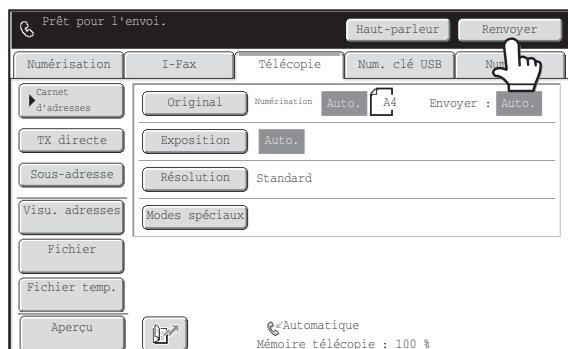 Prêt pour l'envoi.
Haut-parleur
Renvoyer
Numérisation
I-Fax
Télécopie
Num. clé USB
Carnet
d'adresses
Original
Numérisation
Auto.
A4
Envoyer :
Auto.
TX directe
Exposition
Auto.
Sous-adresse
Résolution
Standard
Visu. adresses
Modes spéciaux
Fichier
Fichier temp.
Aperçu
Automatique
Mémoire télécopie : 100 %